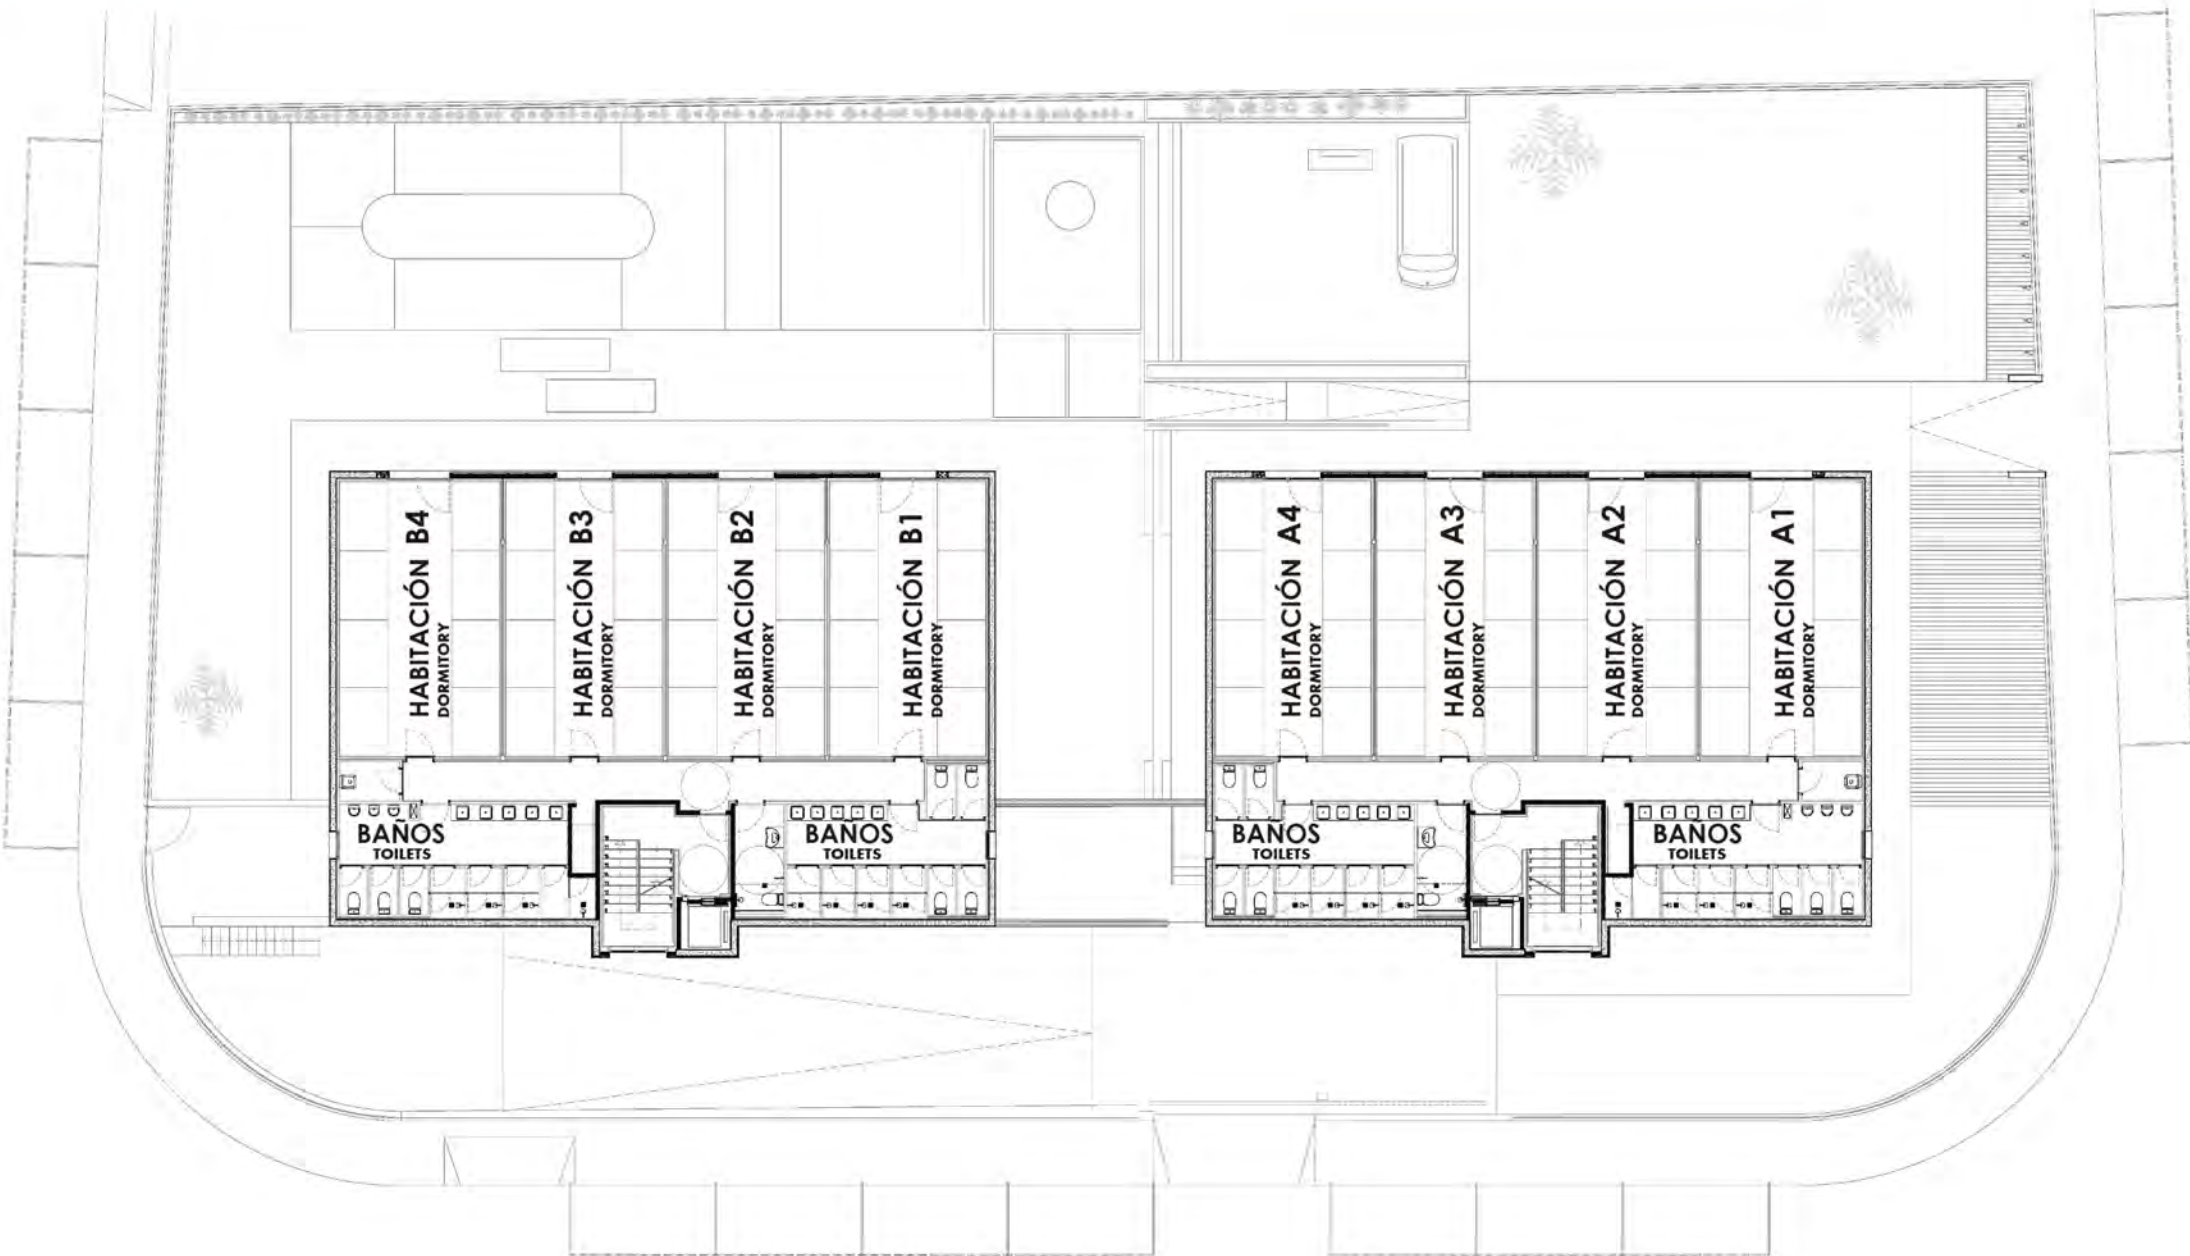 HABITACIÓN B4
DORMITORY
HABITACIÓN B3
DORMITORY
HABITACIÓN B2
DORMITORY
HABITACIÓN B1
DORMITORY
HABITACIÓN A4
DORMITORY
HABITACIÓN A3
DORMITORY
HABITACIÓN A2
DORMITORY
HABITACIÓN A1
DORMITORY
BAÑOS
TOILETS
BAÑOS
TOILETS
BAÑOS
TOILETS
BAÑOS
TOILETS